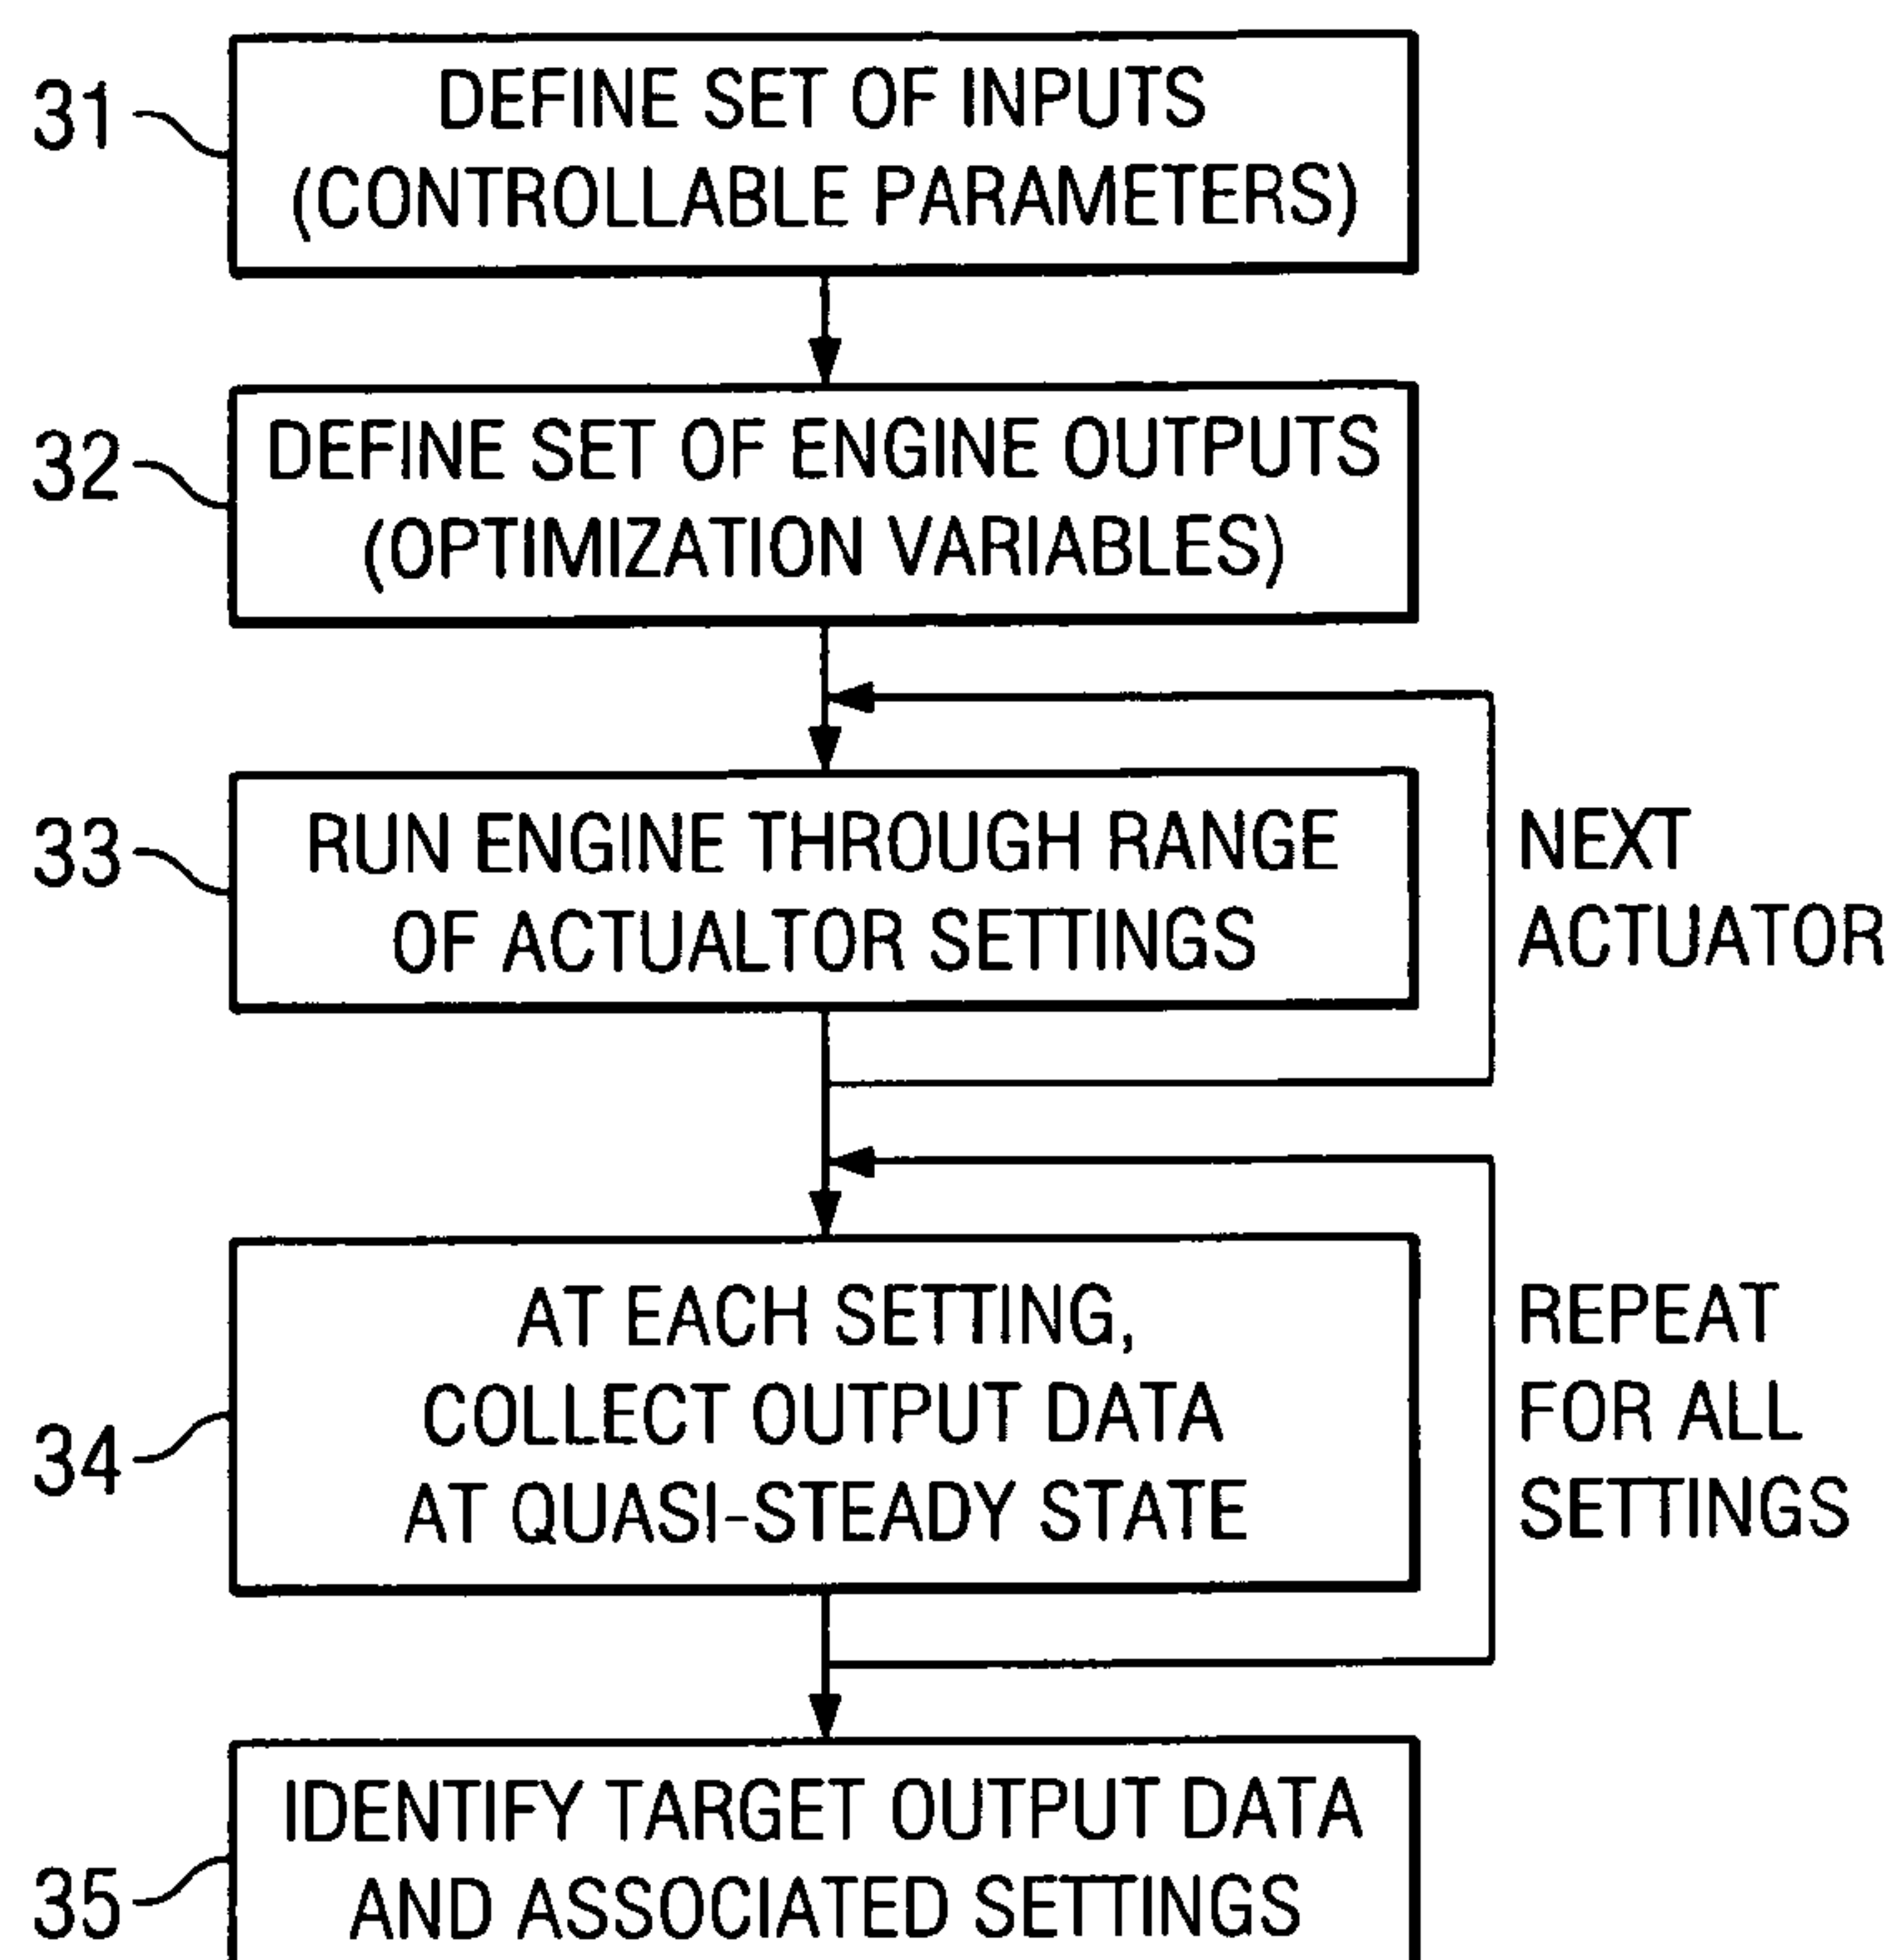 31
DEFINE SET OF INPUTS
(CONTROLLABLE PARAMETERS)
32
DEFINE SET OF ENGINE OUTPUTS
(OPTIMIZATION VARIABLES)
33
RUN ENGINE THROUGH RANGE
OF ACTUALTOR SETTINGS
NEXT
ACTUATOR
34
AT EACH SETTING,
COLLECT OUTPUT DATA
AT QUASI-STEADY STATE
REPEAT
FOR ALL
SETTINGS
35
IDENTIFY TARGET OUTPUT DATA
AND ASSOCIATED SETTINGS